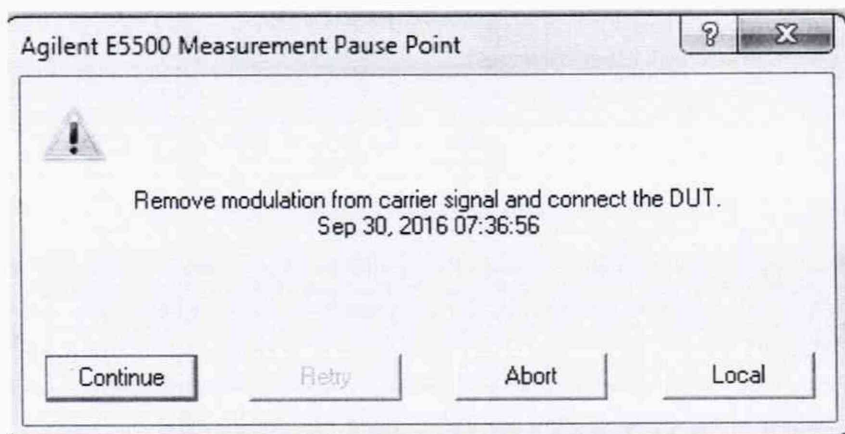 Agilent E5500 Measurement Pause Point
Remove modulation from carrier signal and connect the DUT.
Sep 30, 2016 07:36:56
Continue Retry Abort Local